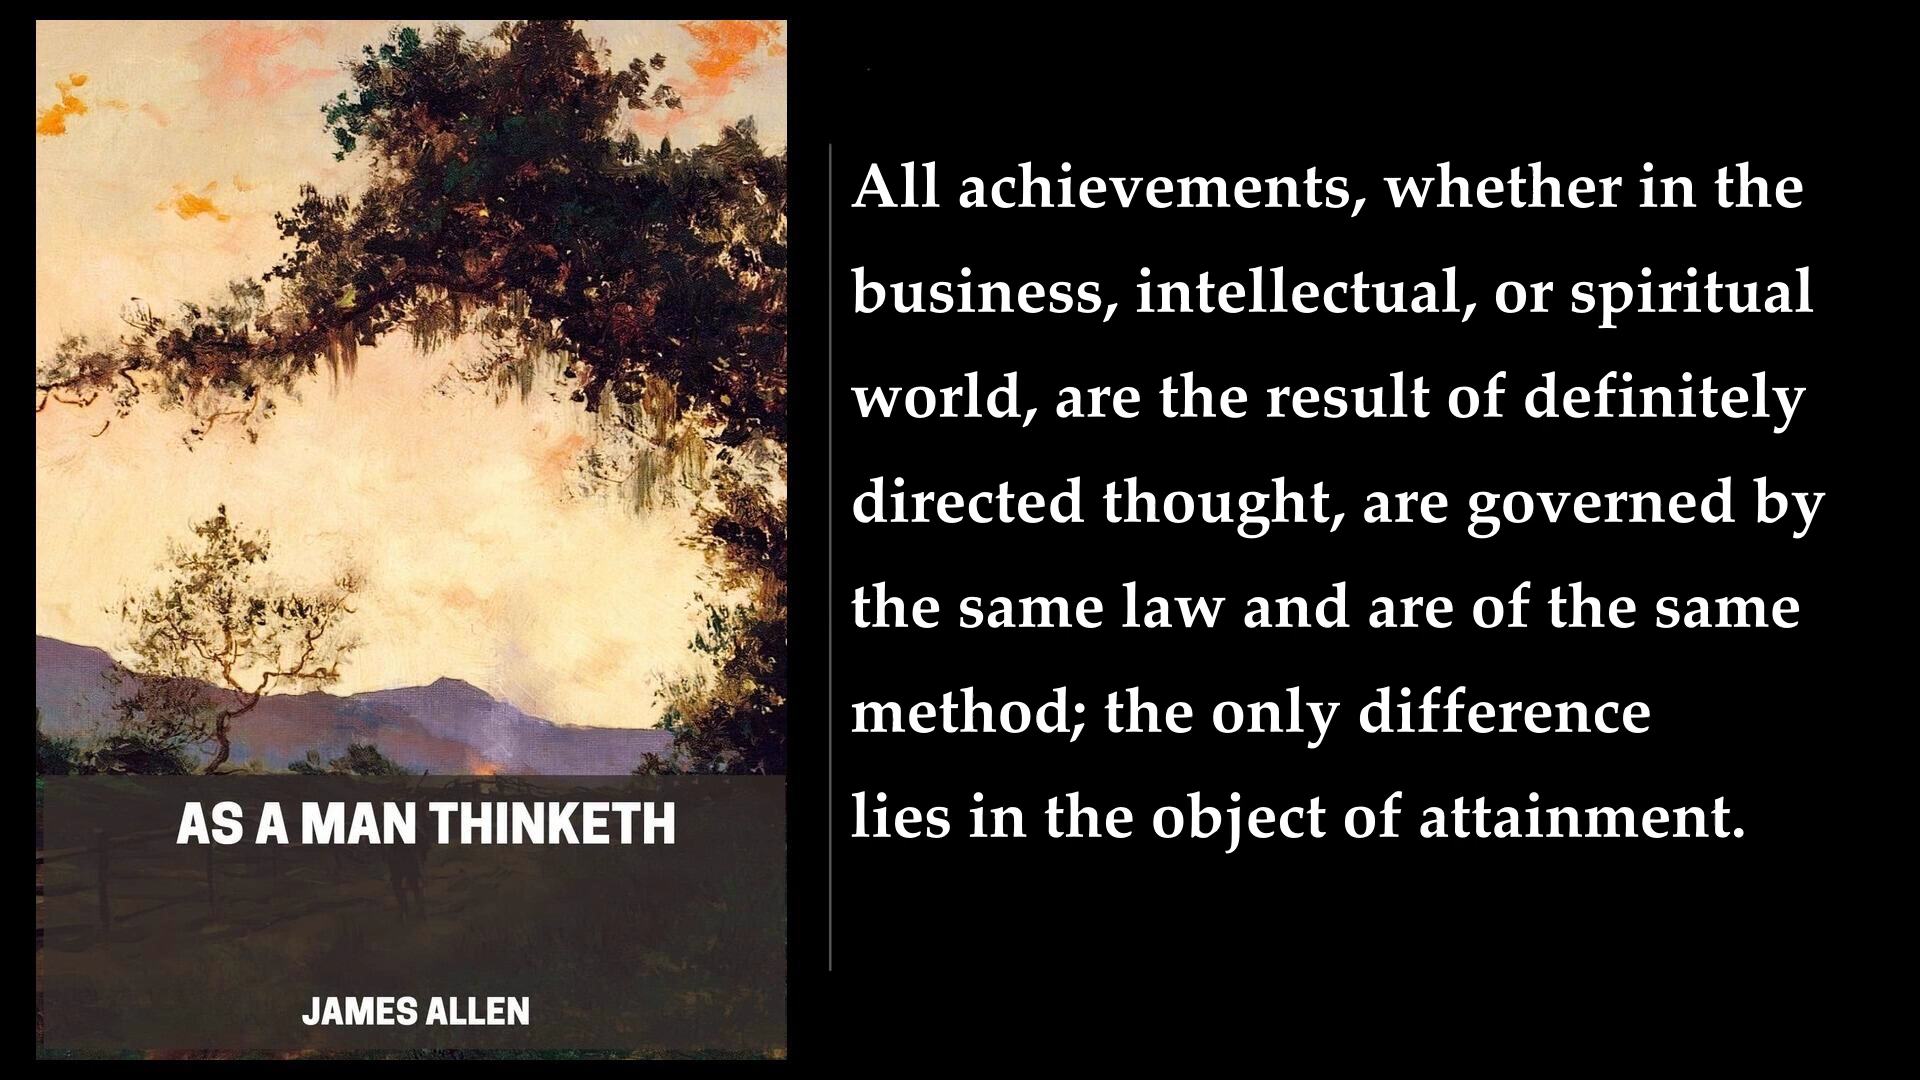 AS A MAN THINKETH
JAMES ALLEN
All achievements, whether in the
business, intellectual, or spiritual
world, are the result of definitely
directed thought, are governed by
the same law and are of the same
method; the only difference
lies in the object of attainment.